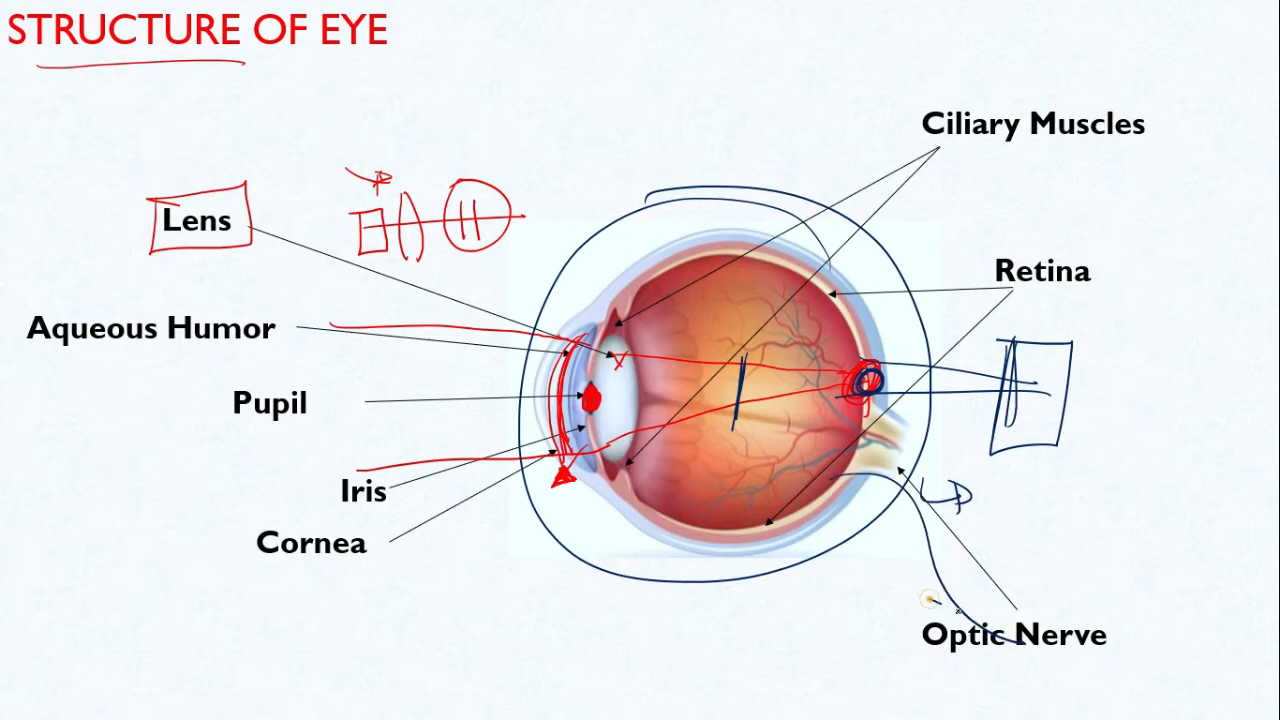 STRUCTURE OF EYE
Ciliary Muscles
Lens
Retina
Aqueous Humor
Pupil
Iris
Cornea
Optic Nerve